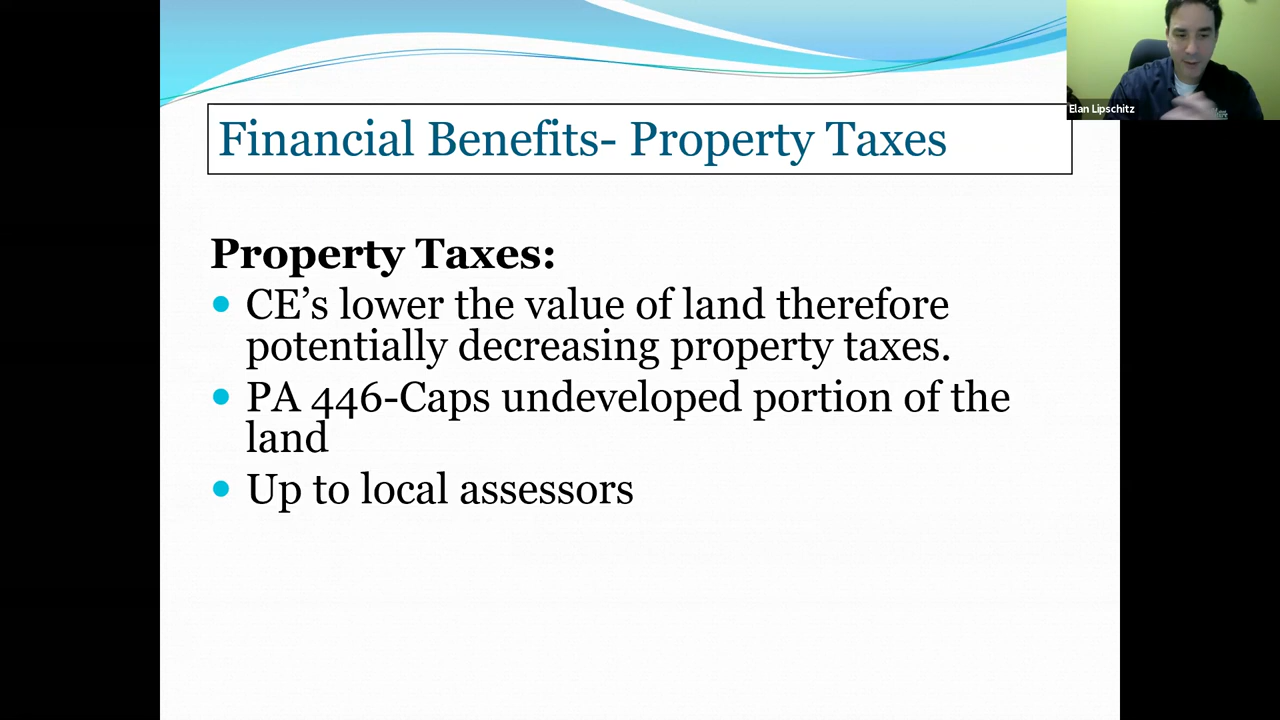 Elan Lipschitz
Financial Benefits- Property Taxes
Property Taxes:
CE’s lower the value of land therefore
potentially decreasing property taxes.
PA 446-Caps undeveloped portion of the
land
Up to local assessors